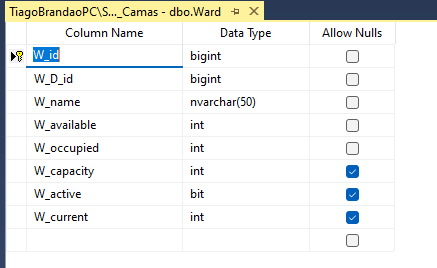 TiagoBrandaoPC\S..._Camas - dbo.Ward
Column Name Data Type Allow Nulls
W_id bigint
W_D_id bigint
W_name nvarchar(50)
W_available int
W_occupied int
W_capacity int
W_active bit
W_current int